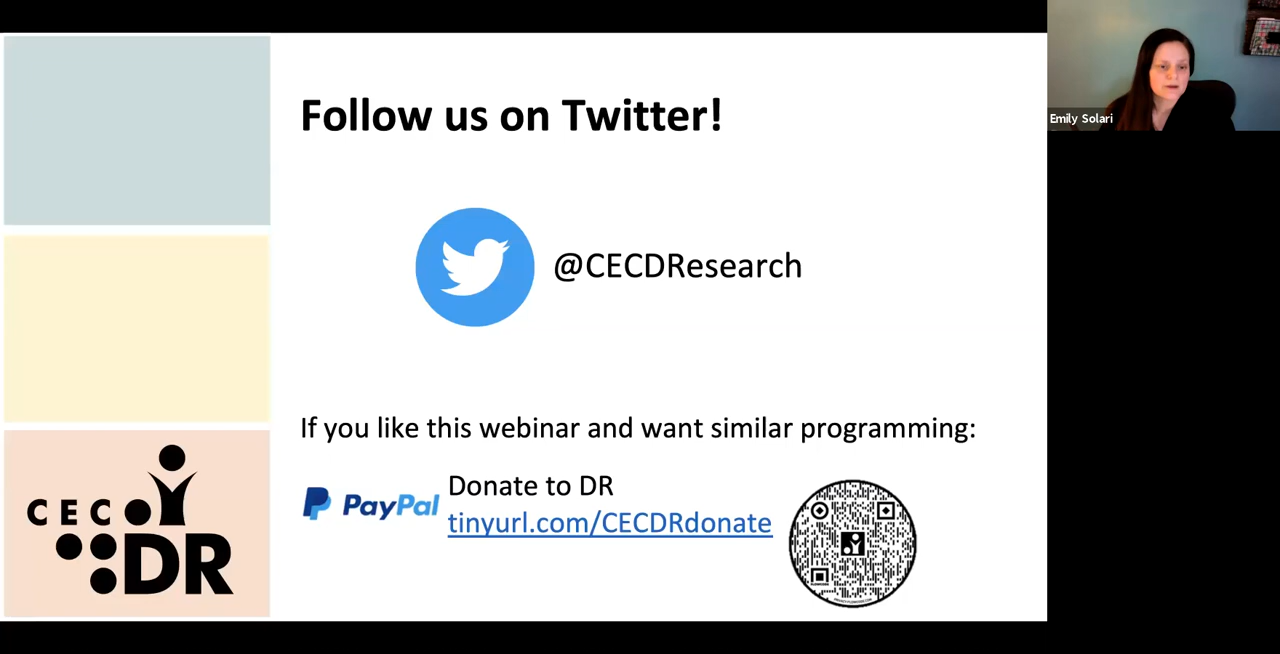 Follow us on Twitter!
@CECDResearch
If you like this webinar and want similar programming:
PayPal
Donate to DR
tinyurl.com/CECDRdonate
CEC
DR
Emily Solari